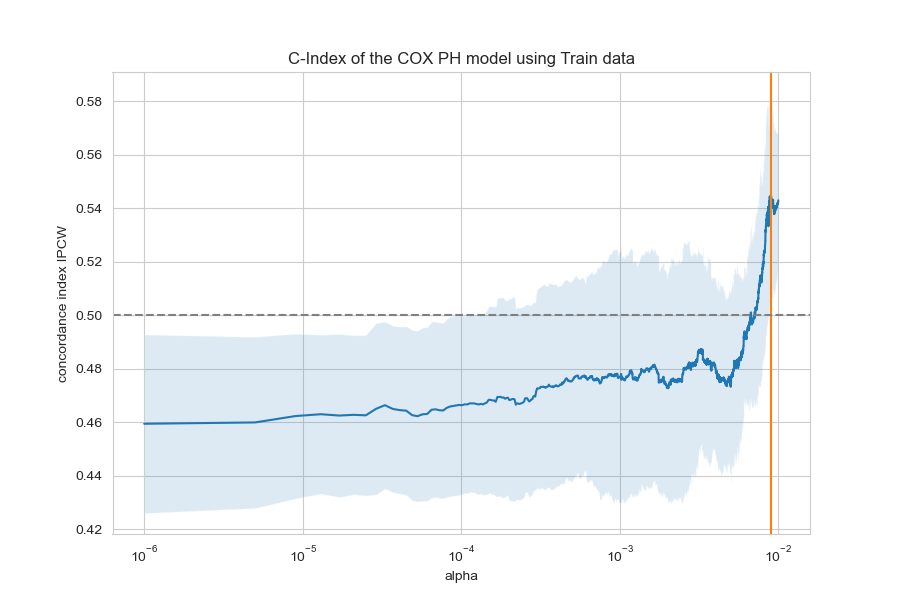 C-Index of the COX PH model using Train data
concordance index IPCW
0.58
0.56
0.54
0.52
0.50
0.48
0.46
0.44
0.42
10⁻⁶ 10⁻⁵ 10⁻⁴ 10⁻³ 10⁻²
alpha